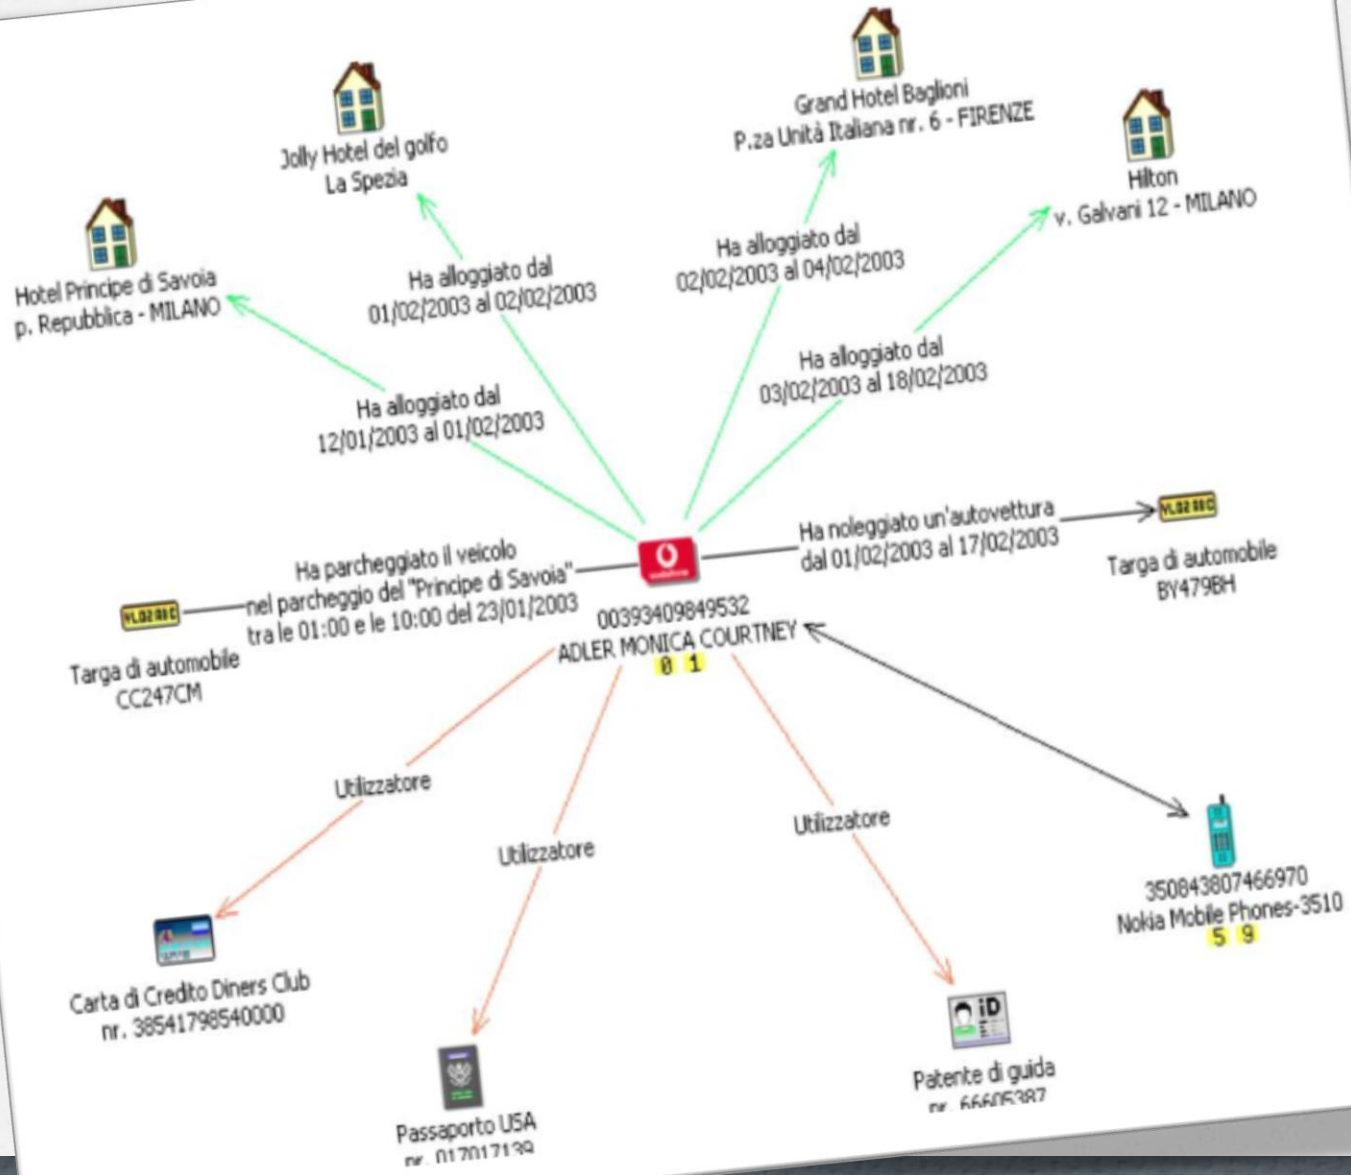 Grand Hotel Baglioni
P.za Unità Italiana nr. 6 - FIRENZE
Jolly Hotel del golfo
La Spezia
Hilton
v. Galvani 12 - MILANO
Hotel Principe di Savoia
p. Repubblica - MILANO
Ha alloggiato dal
01/02/2003 al 02/02/2003
Ha alloggiato dal
02/02/2003 al 04/02/2003
Ha alloggiato dal
03/02/2003 al 18/02/2003
Ha alloggiato dal
12/01/2003 al 01/02/2003
Ha parcheggiato il veicolo
nel parcheggio del "Principe di Savoia"
tra le 01:00 e le 10:00 del 23/01/2003
Ha noleggiato un'autovettura
dal 01/02/2003 al 17/02/2003
Targa di automobile
CC247CM
vodafone
00393409849532
ADLER MONICA COURTNEY
0 1
Targa di automobile
BY479BH
Utilizzatore
Utilizzatore
Utilizzatore
350843807466970
Nokia Mobile Phones-3510
5 9
Carta di Credito Diners Club
nr. 38541798540000
iD
Patente di guida
nr. 66605387
Passaporto USA
nr. 017017139